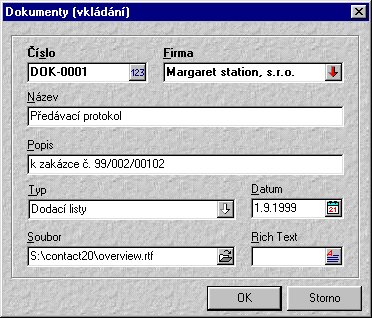 Dokumenty (vkládání)
Číslo Firma
DOK-0001 123 Margaret station, s.r.o.
Název
Předávací protokol
Popis
k zakázce č. 99/002/00102
Typ Datum
Dodací listy 1.9.1999 21
Soubor Rich Text
S:\contact20\overview.rtf
OK Storno